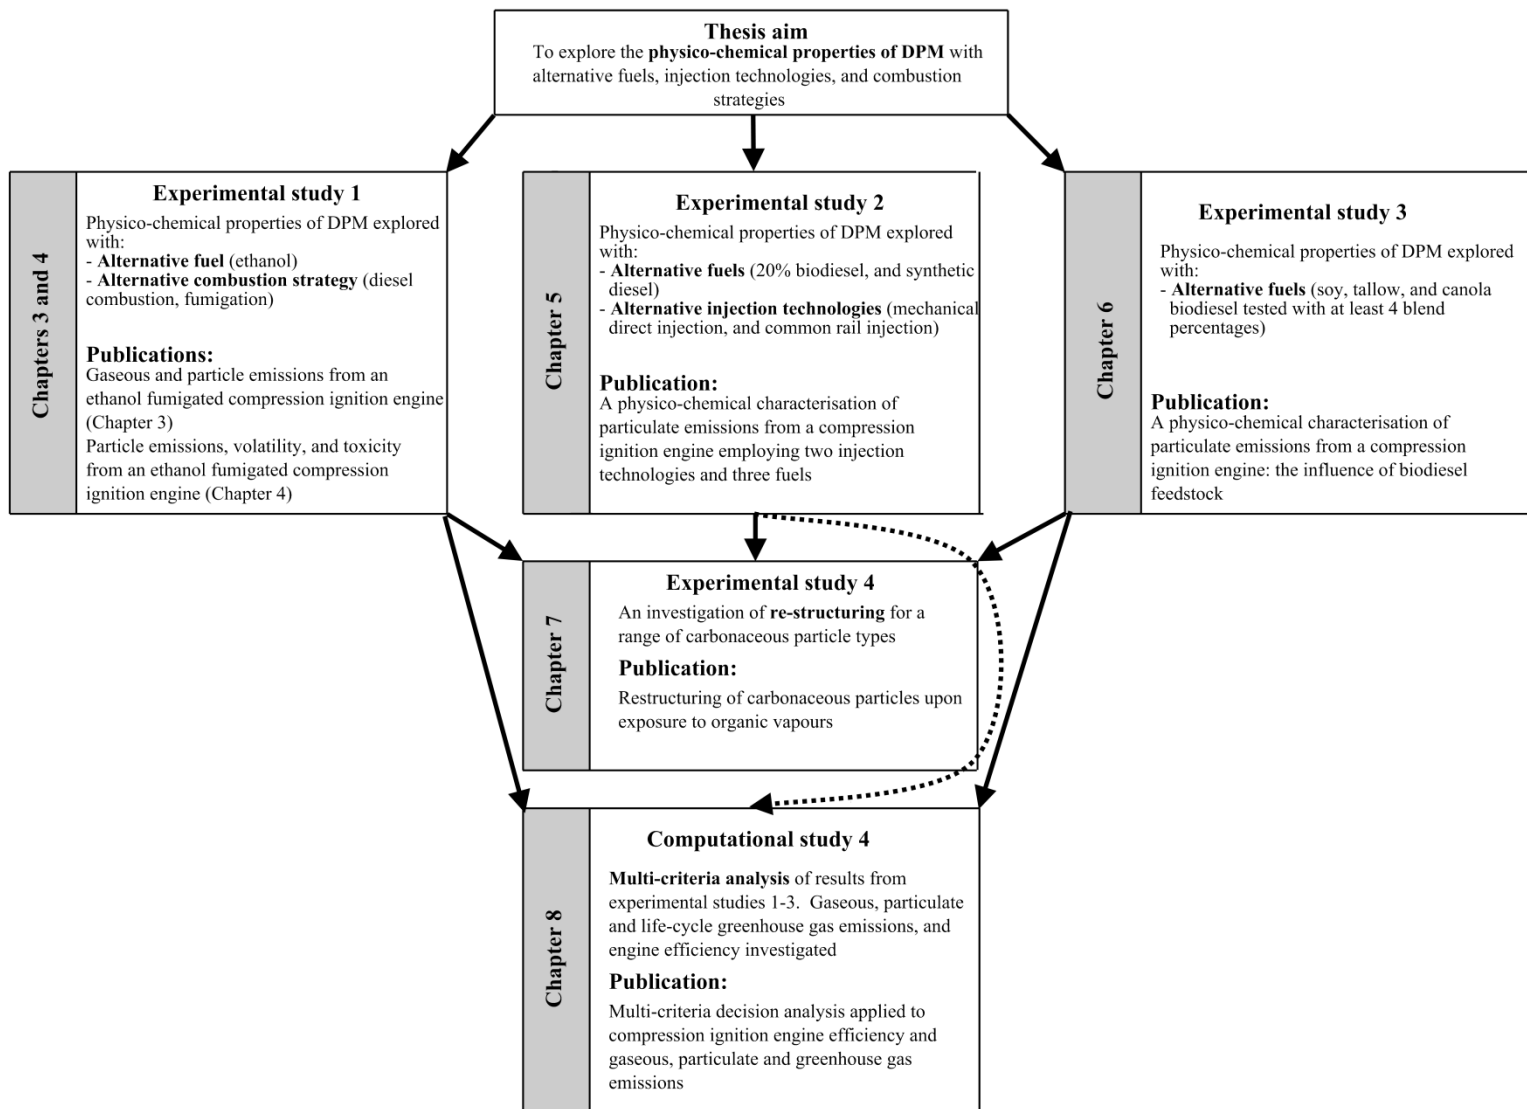 Thesis aim
To explore the physico-chemical properties of DPM with
alternative fuels, injection technologies, and combustion
strategies
Chapters 3 and 4
Experimental study 1
Physico-chemical properties of DPM explored
with:
- Alternative fuel (ethanol)
- Alternative combustion strategy (diesel
combustion, fumigation)
Publications:
Gaseous and particle emissions from an
ethanol fumigated compression ignition engine
(Chapter 3)
Particle emissions, volatility, and toxicity
from an ethanol fumigated compression
ignition engine (Chapter 4)
Chapter 5
Experimental study 2
Physico-chemical properties of DPM explored
with:
- Alternative fuels (20% biodiesel, and synthetic
diesel)
- Alternative injection technologies (mechanical
direct injection, and common rail injection)
Publication:
A physico-chemical characterisation of
particulate emissions from a compression
ignition engine employing two injection
technologies and three fuels
Chapter 6
Experimental study 3
Physico-chemical properties of DPM explored
with:
- Alternative fuels (soy, tallow, and canola
biodiesel tested with at least 4 blend
percentages)
Publication:
A physico-chemical characterisation of
particulate emissions from a compression
ignition engine: the influence of biodiesel
feedstock
Chapter 7
Experimental study 4
An investigation of re-structuring for a
range of carbonaceous particle types
Publication:
Restructuring of carbonaceous particles upon
exposure to organic vapours
Chapter 8
Computational study 4
Multi-criteria analysis of results from
experimental studies 1-3. Gaseous, particulate
and life-cycle greenhouse gas emissions, and
engine efficiency investigated
Publication:
Multi-criteria decision analysis applied to
compression ignition engine efficiency and
gaseous, particulate and greenhouse gas
emissions